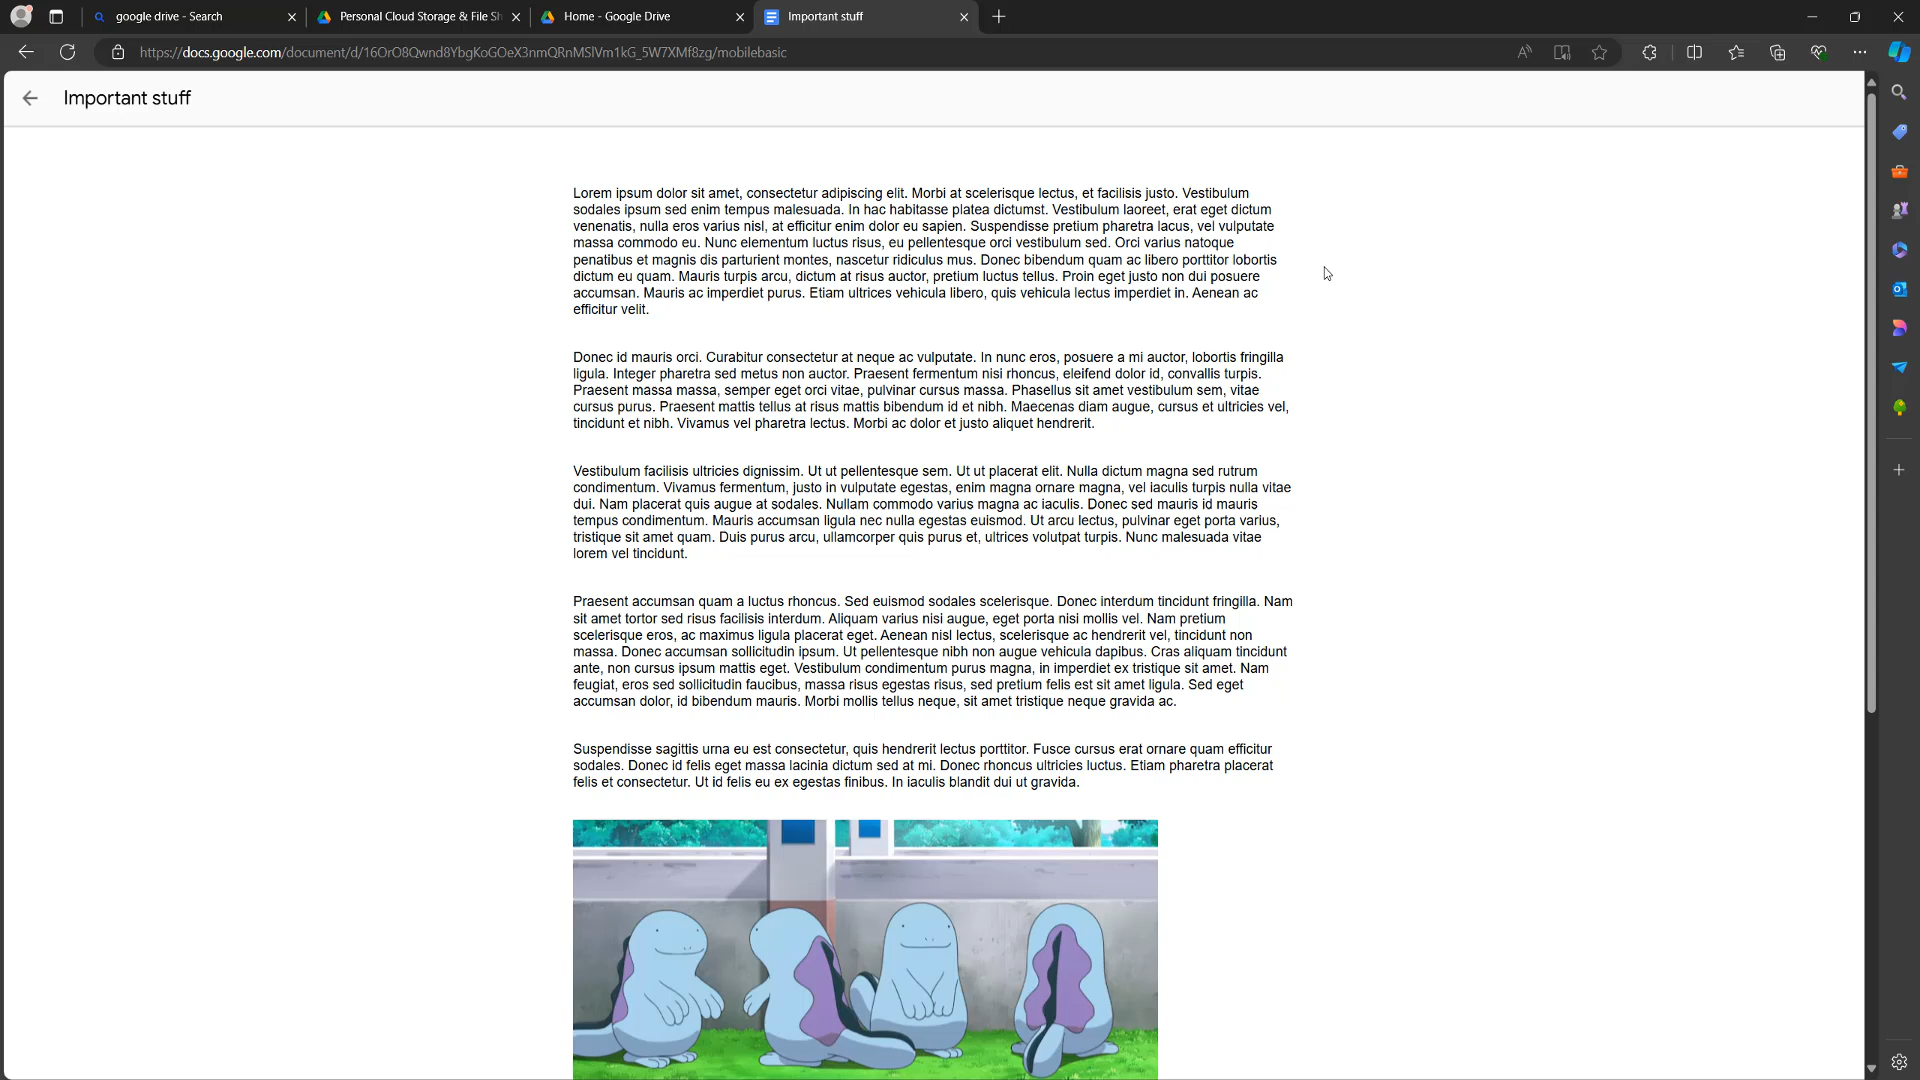 google drive - Search
Personal Cloud Storage & File Sh
Home - Google Drive
Important stuff
https://docs.google.com/document/d/16OrO8Qwnd8YbgKoGOeX3nmQRnMSlVm1kG_5W7XMf8zg/mobilebasic
Important stuff
Lorem ipsum dolor sit amet, consectetur adipiscing elit. Morbi at scelerisque lectus, et facilisis justo. Vestibulum
sodales ipsum sed enim tempus malesuada. In hac habitasse platea dictumst. Vestibulum laoreet, erat eget dictum
venenatis, nulla eros varius nisl, at efficitur enim dolor eu sapien. Suspendisse pretium pharetra lacus, vel vulputate
massa commodo eu. Nunc elementum luctus risus, eu pellentesque orci vestibulum sed. Orci varius natoque
penatibus et magnis dis parturient montes, nascetur ridiculus mus. Donec bibendum quam ac libero porttitor lobortis
dictum eu quam. Mauris turpis arcu, dictum at risus auctor, pretium luctus tellus. Proin eget justo non dui posuere
accumsan. Mauris ac imperdiet purus. Etiam ultrices vehicula libero, quis vehicula lectus imperdiet in. Aenean ac
efficitur velit.
Donec id mauris orci. Curabitur consectetur at neque ac vulputate. In nunc eros, posuere a mi auctor, lobortis fringilla
ligula. Integer pharetra sed metus non auctor. Praesent fermentum nisi rhoncus, eleifend dolor id, convallis turpis.
Praesent massa massa, semper eget orci vitae, pulvinar cursus massa. Phasellus sit amet vestibulum sem, vitae
cursus purus. Praesent mattis tellus at risus mattis bibendum id et nibh. Maecenas diam augue, cursus et ultricies vel,
tincidunt et nibh. Vivamus vel pharetra lectus. Morbi ac dolor et justo aliquet hendrerit.
Vestibulum facilisis ultricies dignissim. Ut ut pellentesque sem. Ut ut placerat elit. Nulla dictum magna sed rutrum
condimentum. Vivamus fermentum, justo in vulputate egestas, enim magna ornare magna, vel iaculis turpis nulla vitae
dui. Nam placerat quis augue at sodales. Nullam commodo varius magna ac iaculis. Donec sed mauris id mauris
tempus condimentum. Mauris accumsan ligula nec nulla egestas euismod. Ut arcu lectus, pulvinar eget porta varius,
tristique sit amet quam. Duis purus arcu, ullamcorper quis purus et, ultrices volutpat turpis. Nunc malesuada vitae
lorem vel tincidunt.
Praesent accumsan quam a luctus rhoncus. Sed euismod sodales scelerisque. Donec interdum tincidunt fringilla. Nam
sit amet tortor sed risus facilisis interdum. Aliquam varius nisi augue, eget porta nisi mollis vel. Nam pretium
scelerisque eros, ac maximus ligula placerat eget. Aenean nisl lectus, scelerisque ac hendrerit vel, tincidunt non
massa. Donec accumsan sollicitudin ipsum. Ut pellentesque nibh non augue vehicula dapibus. Cras aliquam tincidunt
ante, non cursus ipsum mattis eget. Vestibulum condimentum purus magna, in imperdiet ex tristique sit amet. Nam
feugiat, eros sed sollicitudin faucibus, massa risus egestas risus, sed pretium felis est sit amet ligula. Sed eget
accumsan dolor, id bibendum mauris. Morbi mollis tellus neque, sit amet tristique neque gravida ac.
Suspendisse sagittis urna eu est consectetur, quis hendrerit lectus porttitor. Fusce cursus erat ornare quam efficitur
sodales. Donec id felis eget massa lacinia dictum sed at mi. Donec rhoncus ultricies luctus. Etiam pharetra placerat
felis et consectetur. Ut id felis eu ex egestas finibus. In iaculis blandit dui ut gravida.